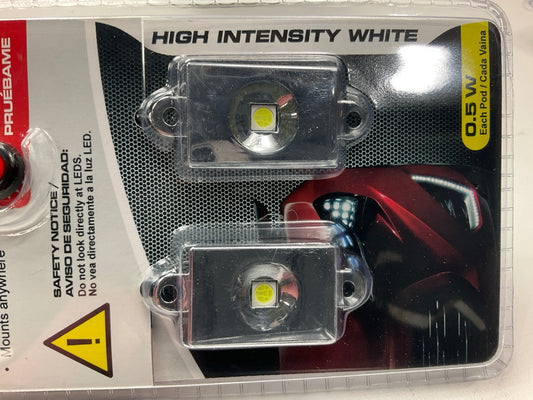 HIGH INTENSITY WHITE
0.5 W
Each Pod / Cada Vaina
PRUÉBAME
SAFETY NOTICE /
AVISO DE SEGURIDAD:
Do not look directly at LEDS.
No vea directamente a la luz LED.
• Mounts anywhere